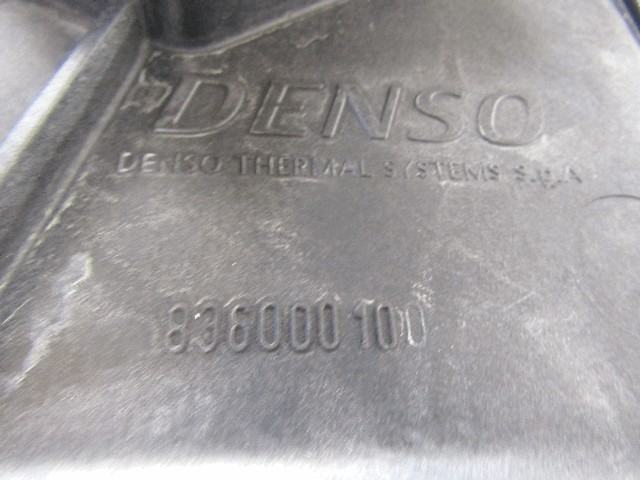 DENSO
DENSO THERMAL SYSTEMS S.p.A
836000100